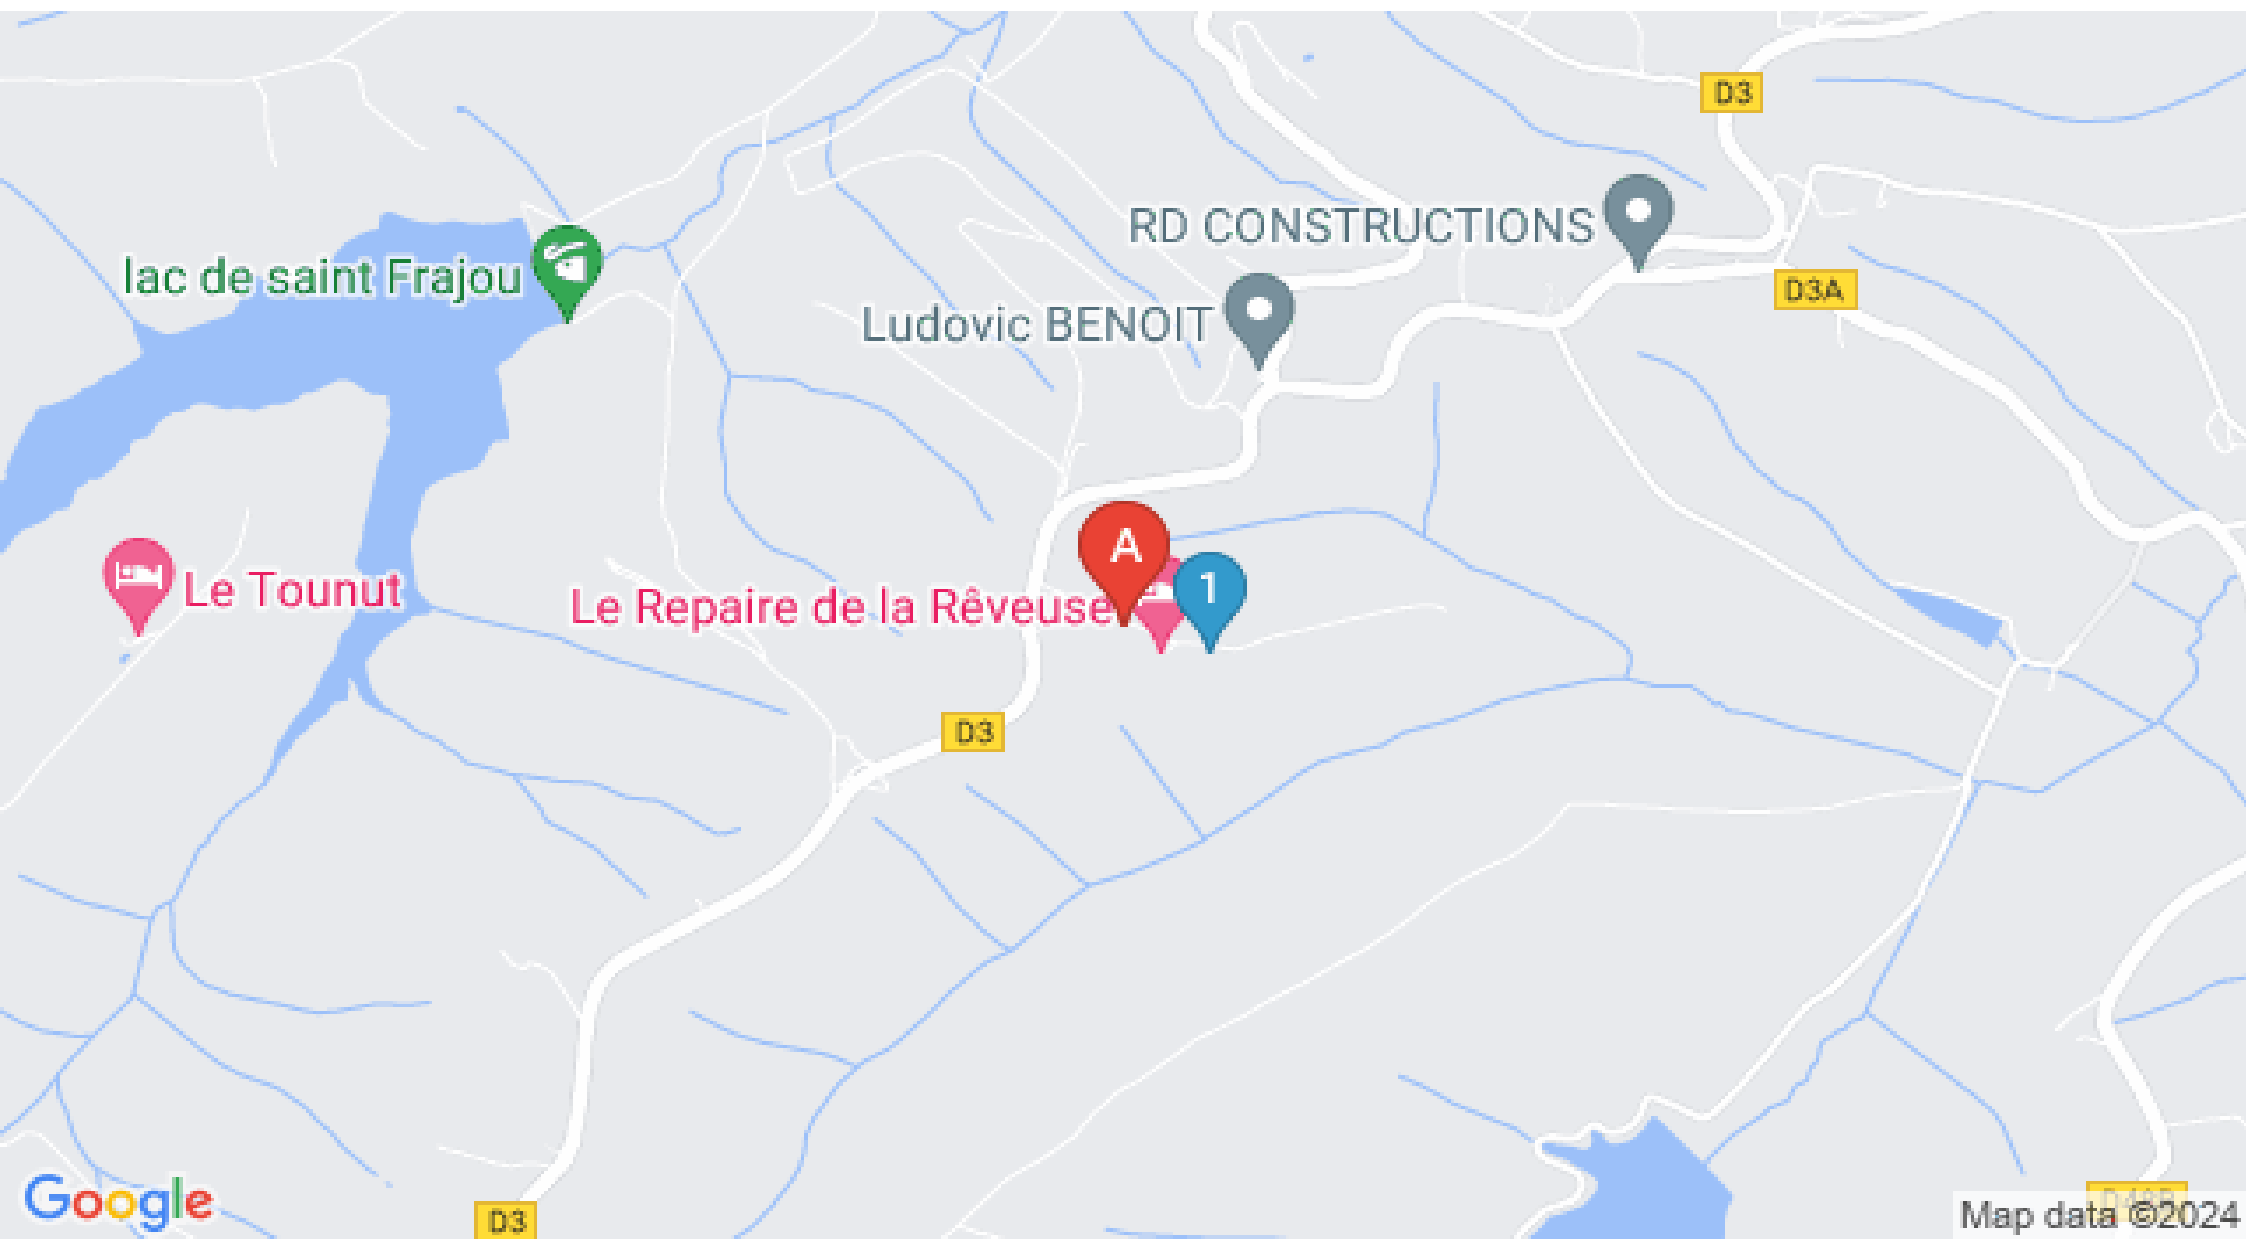 D3
RD CONSTRUCTIONS
lac de saint Frajou
D3A
Ludovic BENOIT
A
Le Tounut
Le Repaire de la Rêveuse
1
D3
Google
D3
Map data ©2024